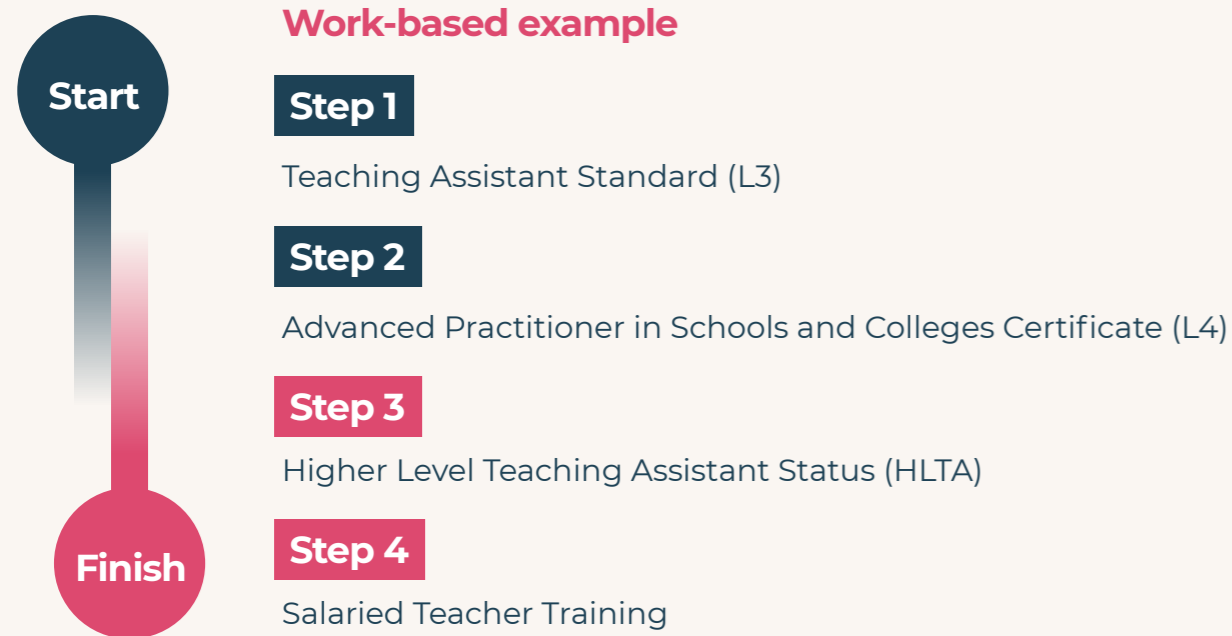 Work-based example
Start
Step 1
Teaching Assistant Standard (L3)
Step 2
Advanced Practitioner in Schools and Colleges Certificate (L4)
Step 3
Higher Level Teaching Assistant Status (HLTA)
Step 4
Finish
Salaried Teacher Training